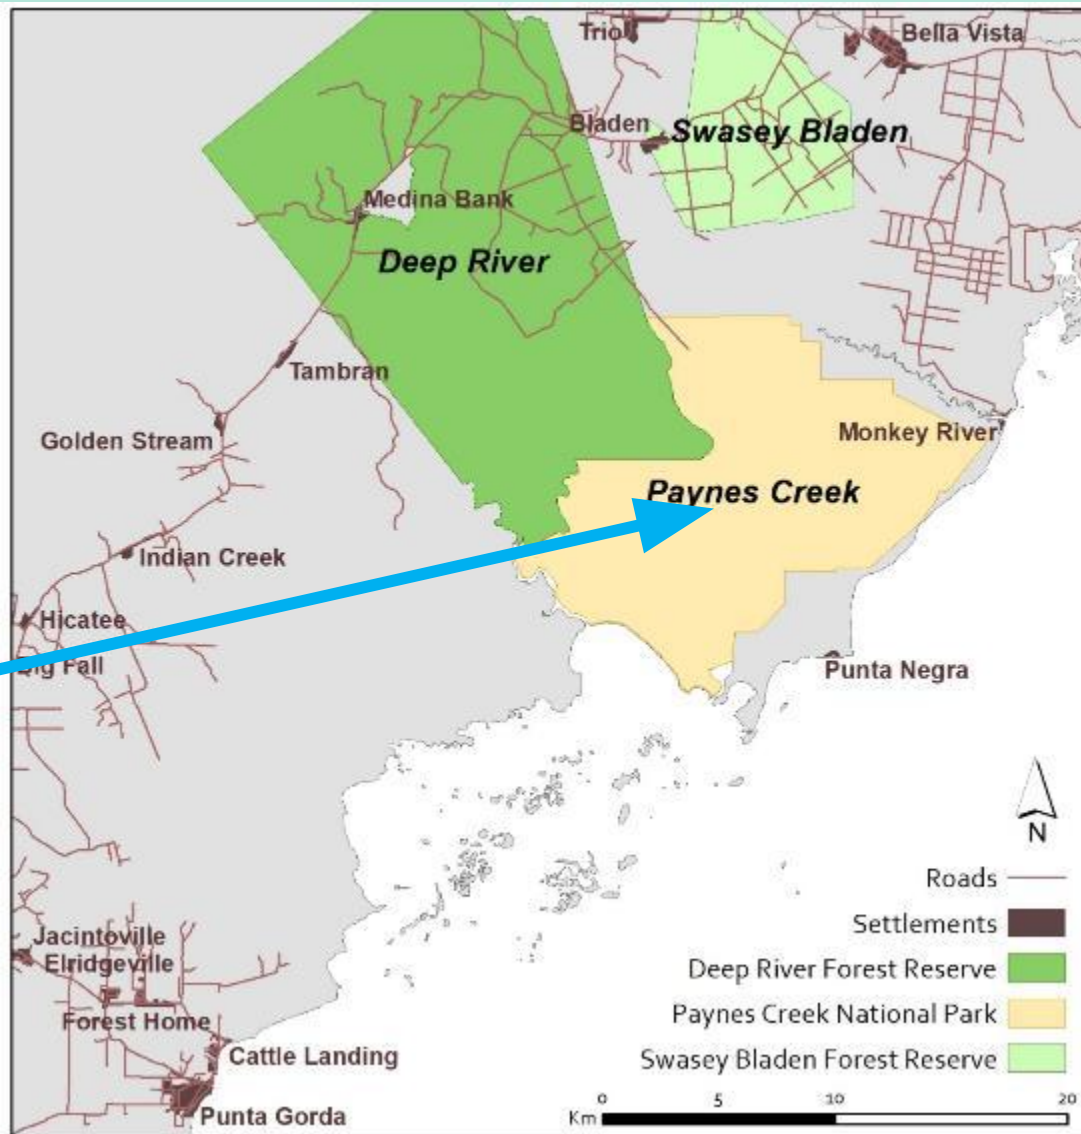 Trio
Bella Vista
Bladen
Swasey Bladen
Medina Bank
Deep River
Tambran
Golden Stream
Monkey River
Paynes Creek
Indian Creek
Hicatee
Big Fall
Punta Negra
N
Roads
Settlements
Deep River Forest Reserve
Paynes Creek National Park
Swasey Bladen Forest Reserve
Jacintoville
Elridgeville
Forest Home
Cattle Landing
Punta Gorda
0 5 10 20
Km